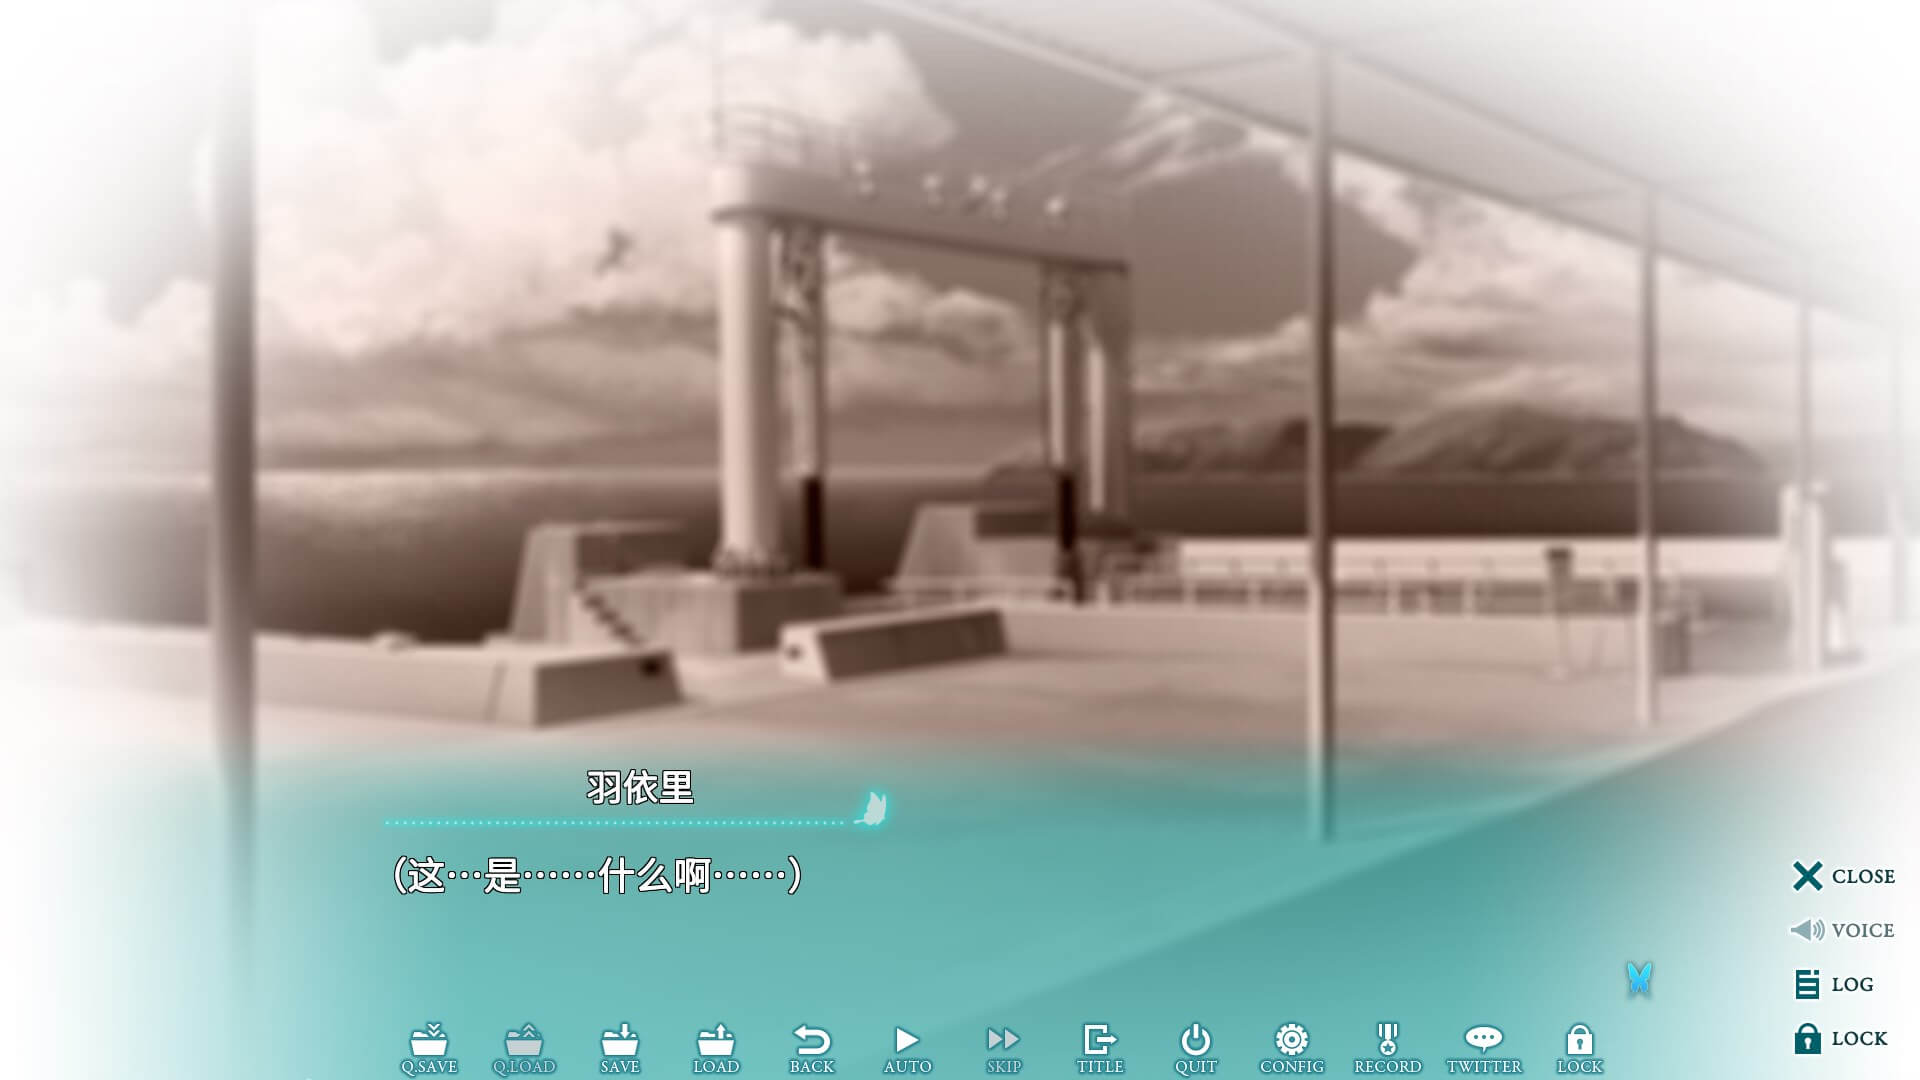 羽依里
（这…是……什么啊……）
CLOSE
VOICE
LOG
LOCK
Q.SAVE
Q.LOAD
SAVE
LOAD
BACK
AUTO
SKIP
TITLE
QUIT
CONFIG
RECORD
TWITTER
LOCK